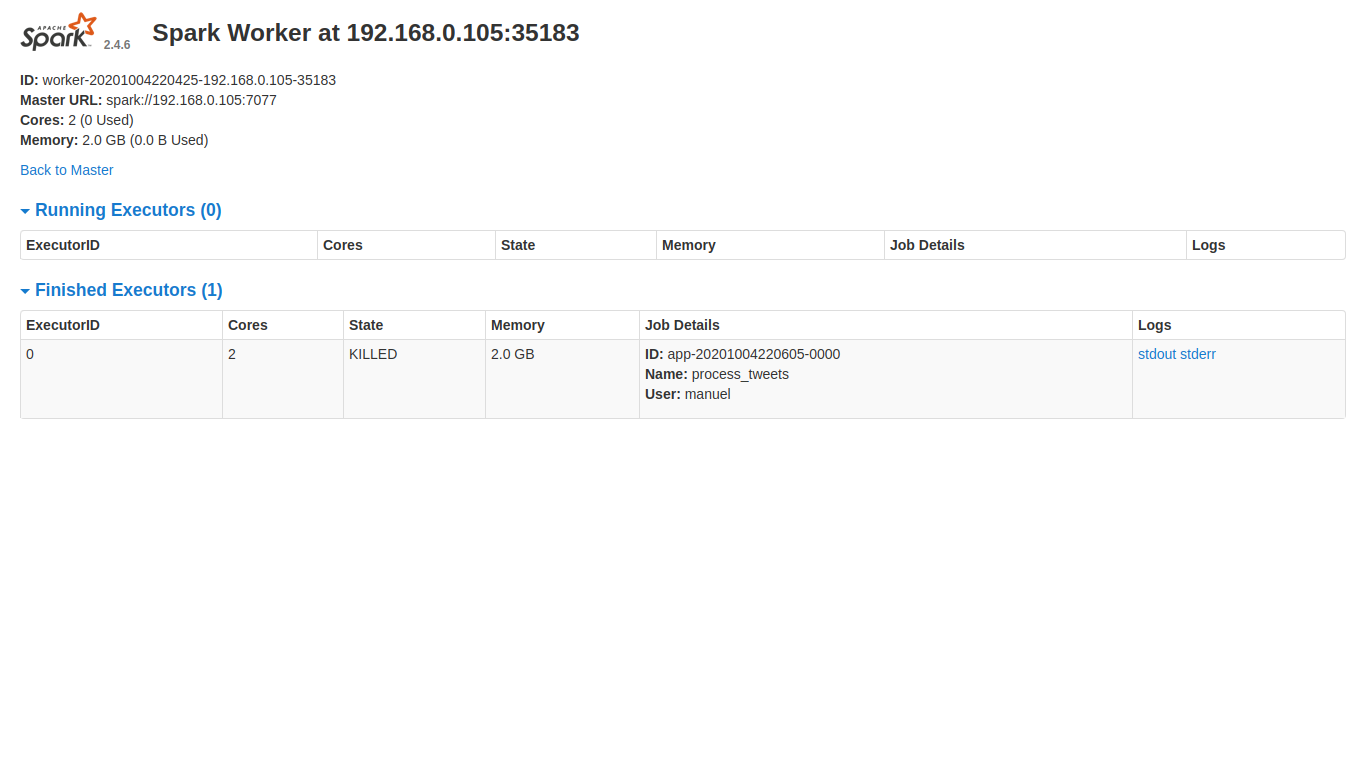 APACHE
Spark™ 2.4.6 Spark Worker at 192.168.0.105:35183
ID: worker-20201004220425-192.168.0.105-35183
Master URL: spark://192.168.0.105:7077
Cores: 2 (0 Used)
Memory: 2.0 GB (0.0 B Used)
Back to Master
Running Executors (0)
ExecutorID Cores State Memory Job Details Logs
Finished Executors (1)
ExecutorID Cores State Memory Job Details Logs
0 2 KILLED 2.0 GB ID: app-20201004220605-0000 stdout stderr
Name: process_tweets
User: manuel